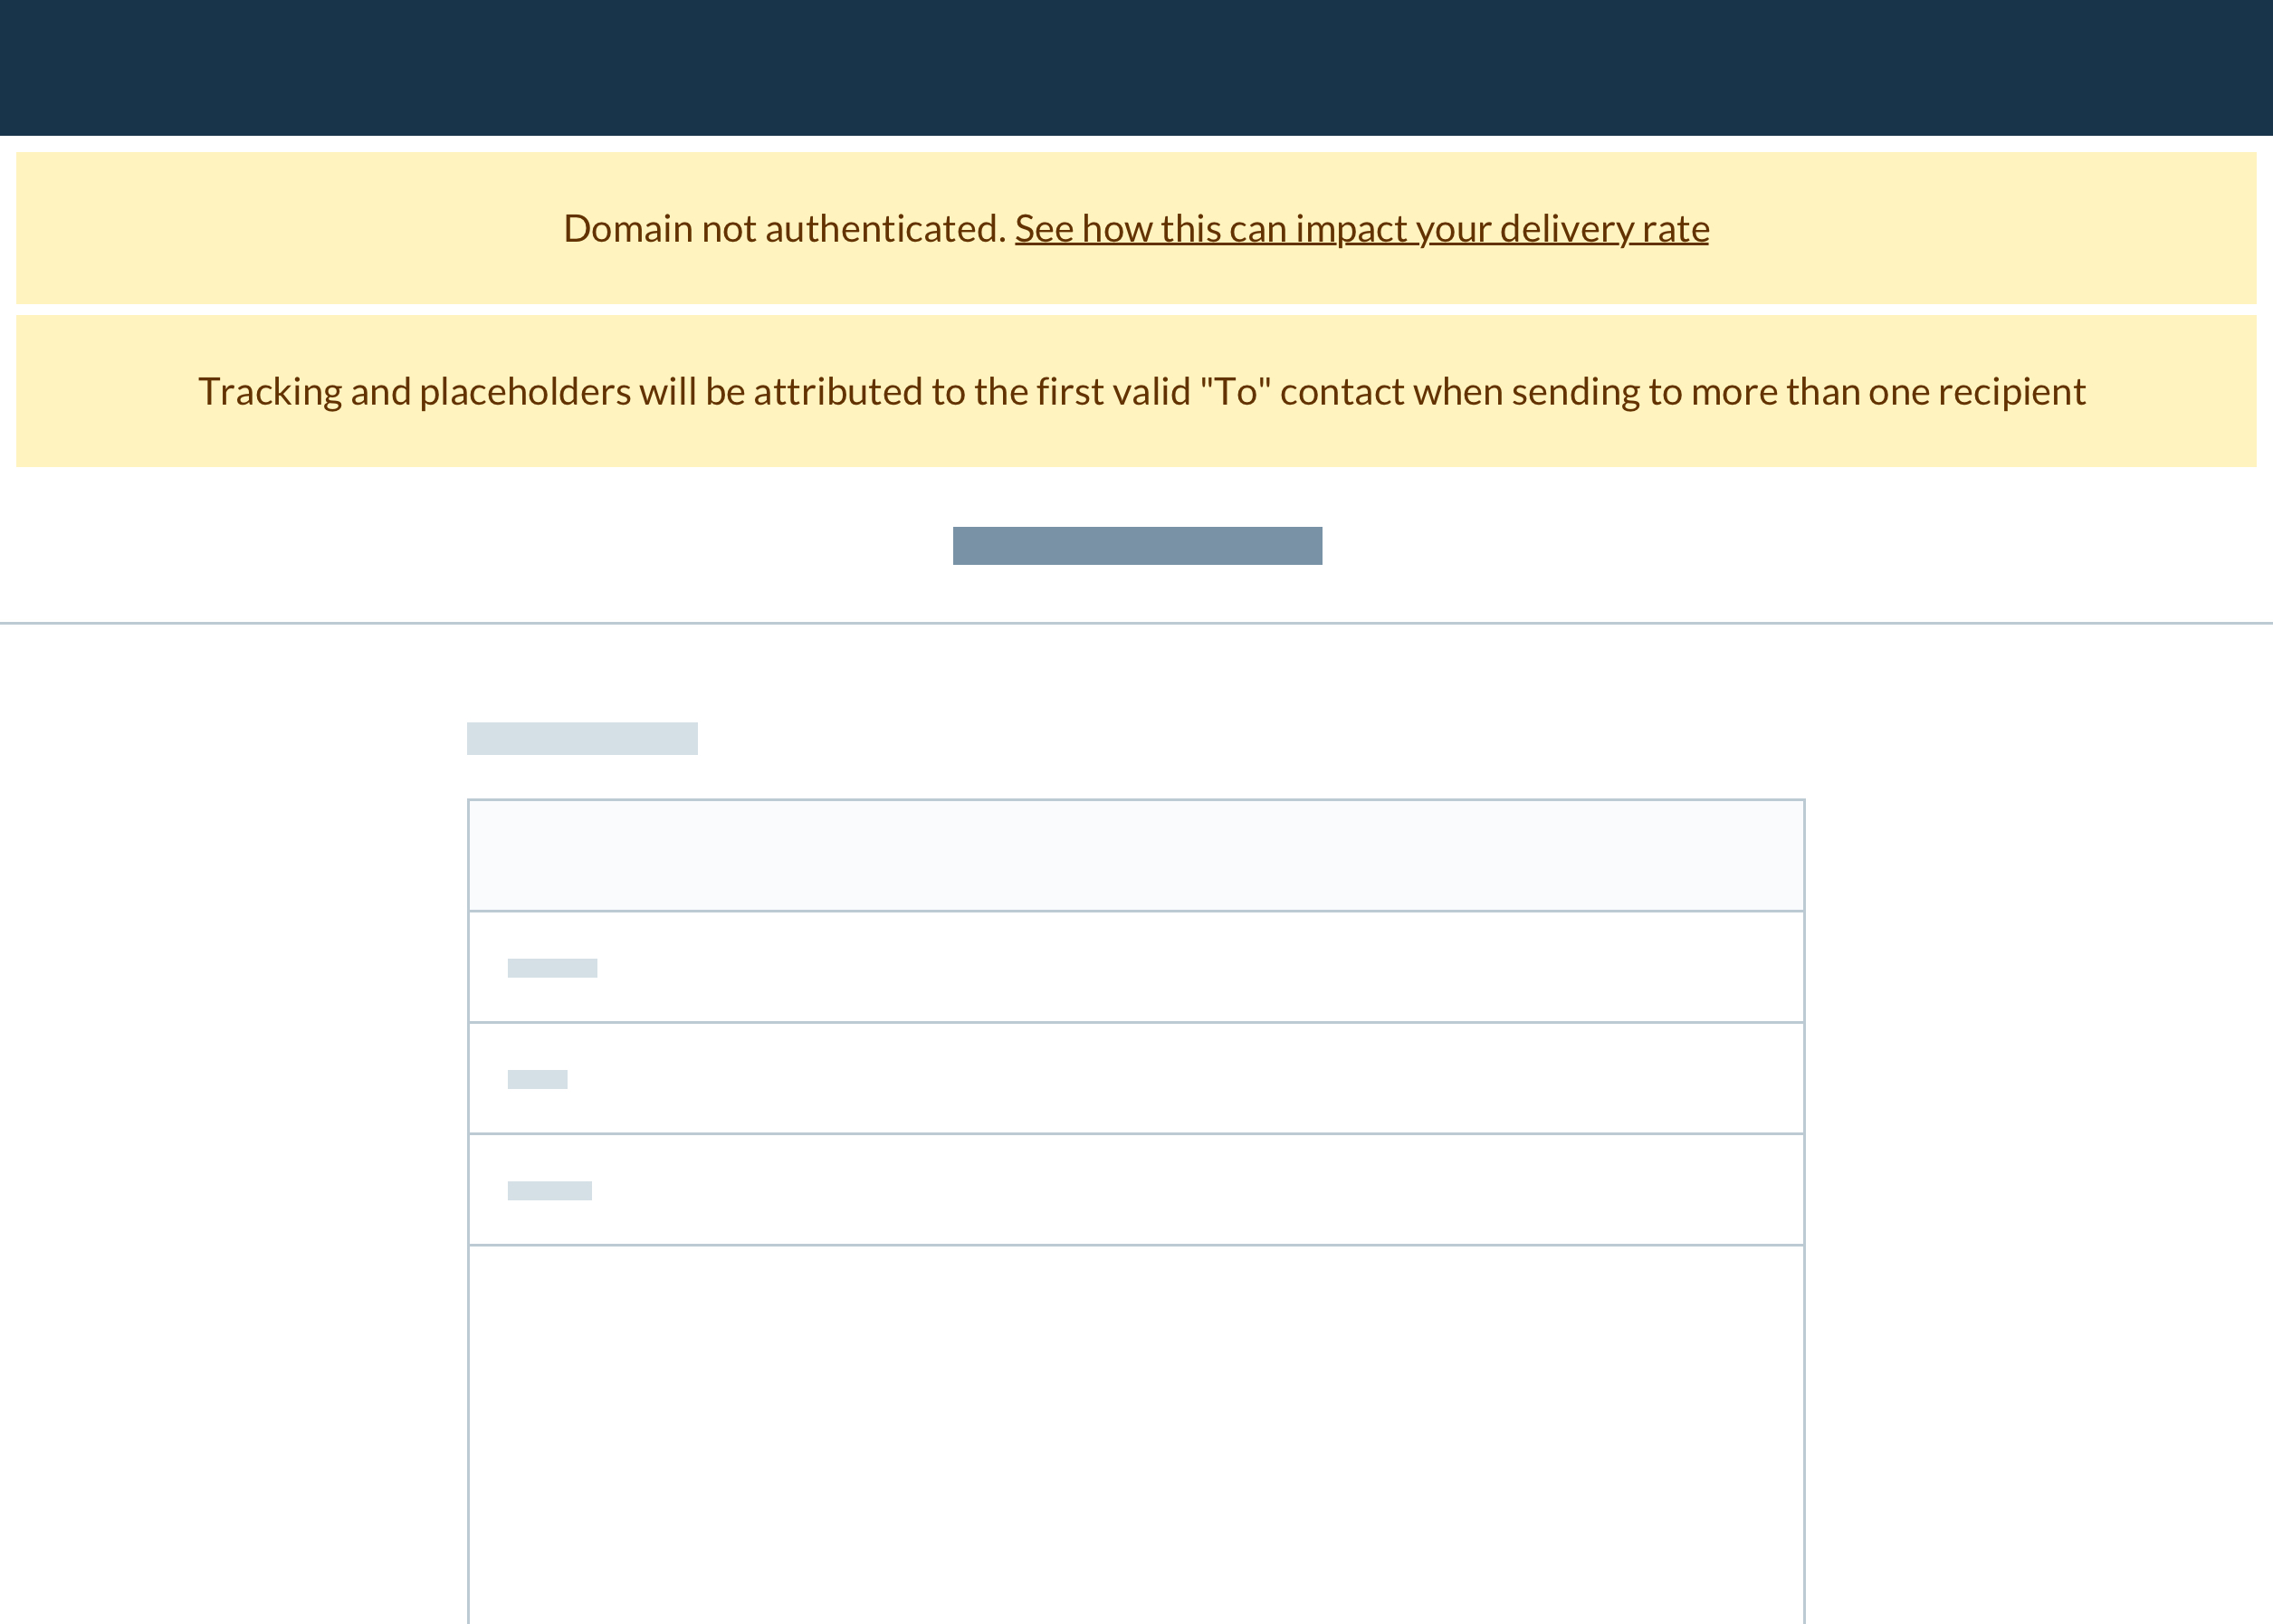 Domain not authenticated. See how this can impact your delivery rate
Tracking and placeholders will be attributed to the first valid "To" contact when sending to more than one recipient